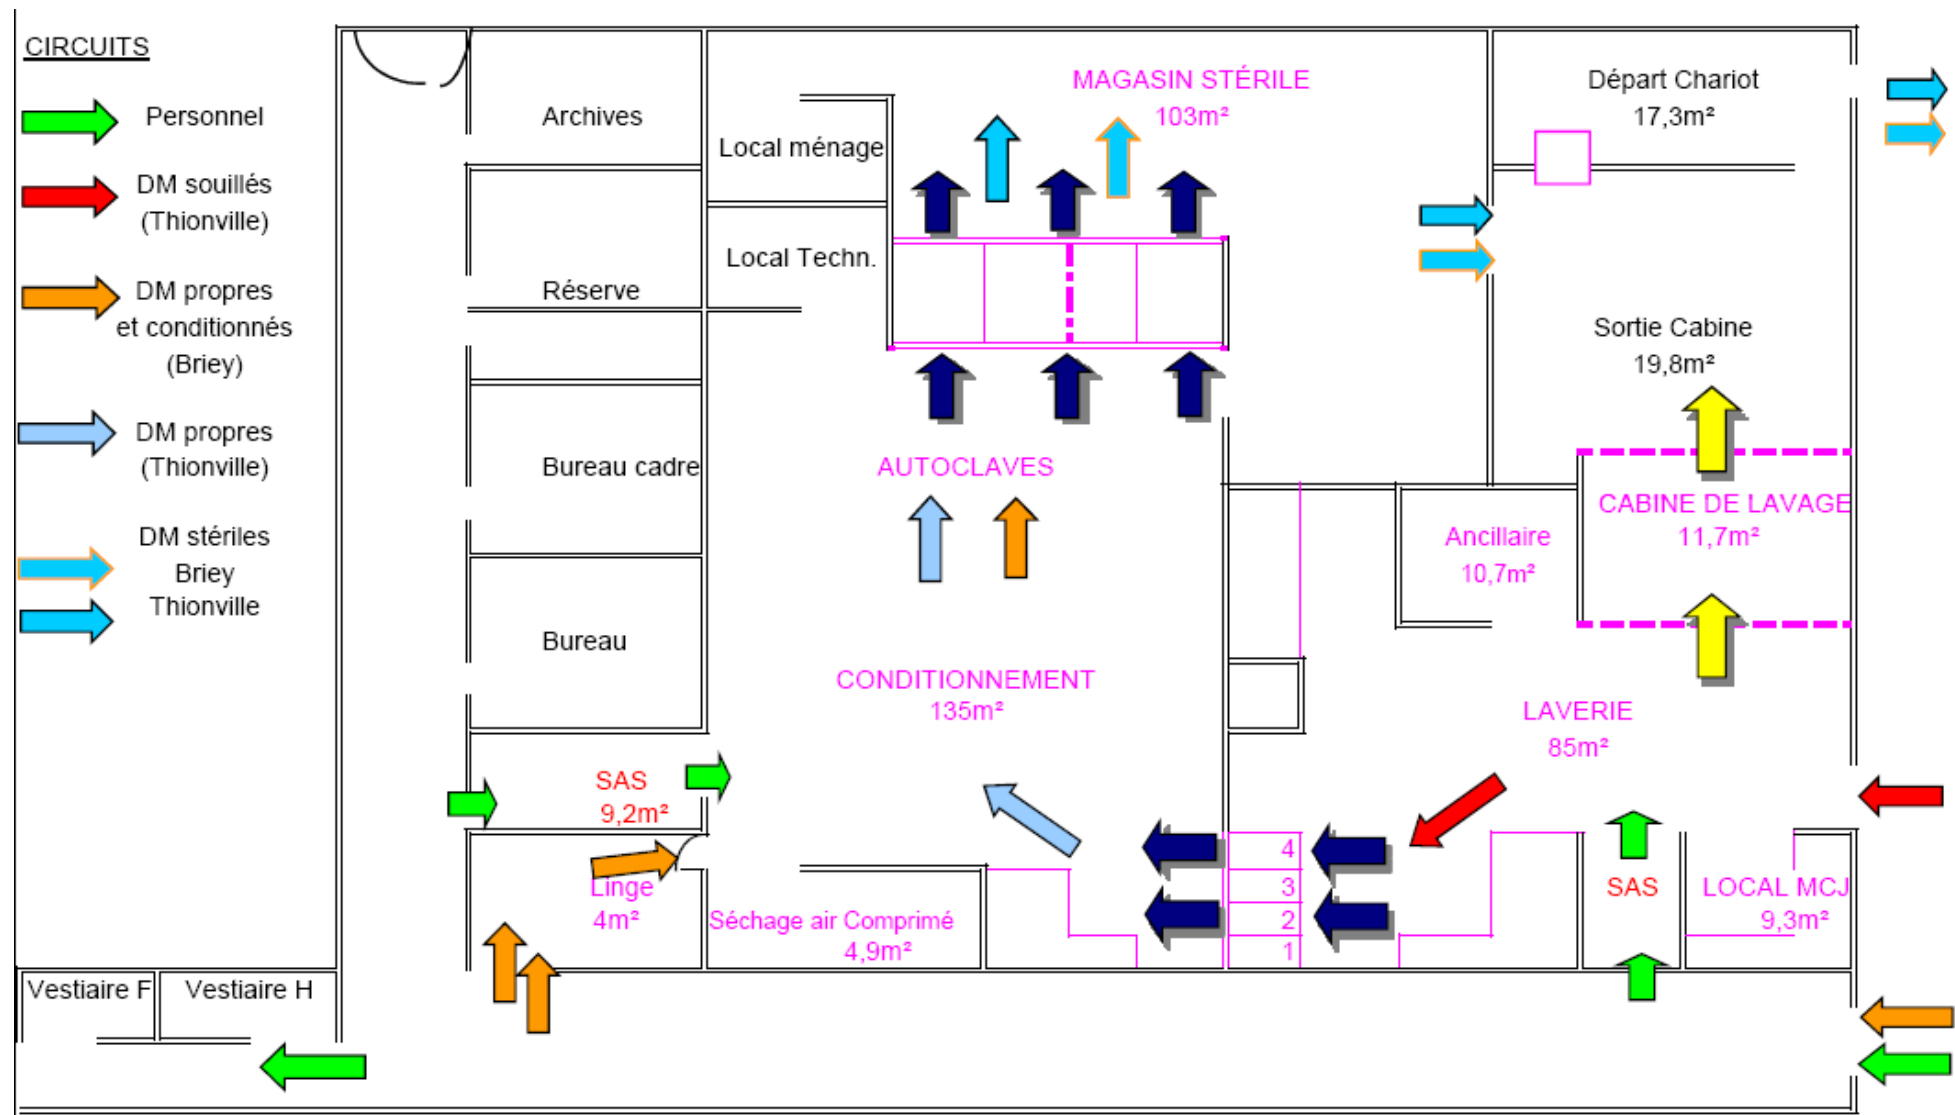 CIRCUITS
Personnel
DM souillés
(Thionville)
DM propres
et conditionnés
(Briey)
DM propres
(Thionville)
DM stériles
Briey
Thionville
Vestiaire F
Vestiaire H
Archives
Réserve
Bureau cadre
Bureau
SAS
9,2m²
Linge
4m²
Local ménage
Local Techn.
MAGASIN STÉRILE
103m²
AUTOCLAVES
CONDITIONNEMENT
135m²
Séchage air Comprimé
4,9m²
4
3
2
1
Départ Chariot
17,3m²
Sortie Cabine
19,8m²
CABINE DE LAVAGE
11,7m²
Ancillaire
10,7m²
LAVERIE
85m²
SAS
LOCAL MCJ
9,3m²